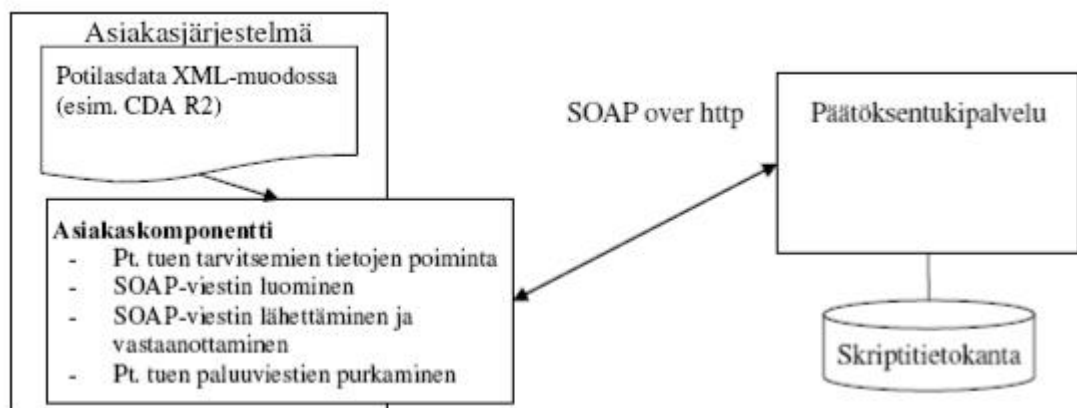 Asiakasjärjestelmä
Potilasdata XML-muodossa
(esim. CDA R2)
SOAP over http
Päätöksentukipalvelu
Asiakaskomponentti
- Pt. tuen tarvitsemien tietojen poiminta
- SOAP-viestin luominen
- SOAP-viestin lähettäminen ja
vastaanottaminen
- Pt. tuen paluuviestien purkaminen
Skriptitietokanta